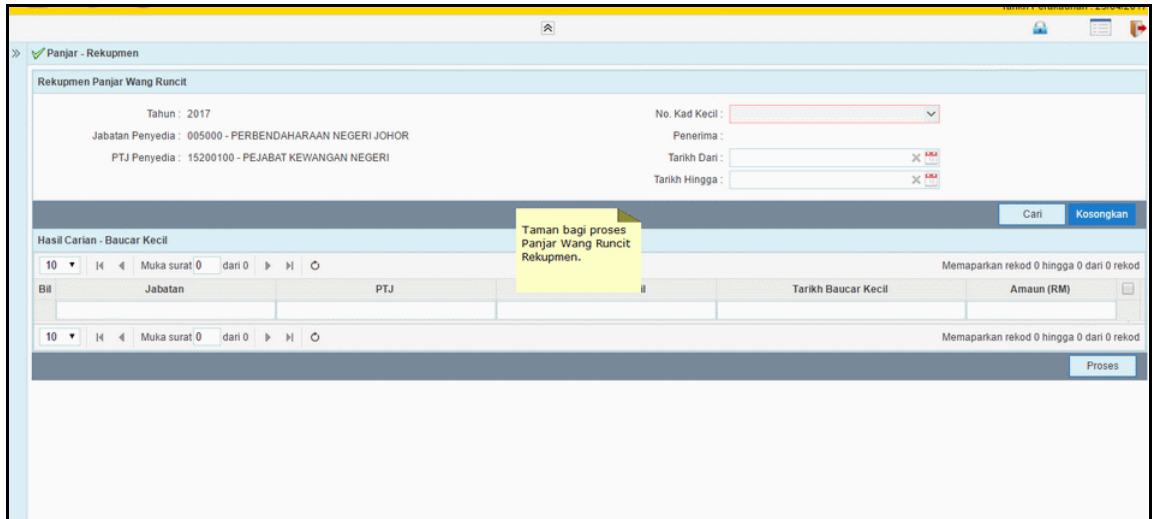 Panjar - Rekupmen
Rekupmen Panjar Wang Runcit
Tahun : 2017
No. Kad Kecil :
Jabatan Penyedia : 005000 - PERBENDAHARAAN NEGERI JOHOR
Penerima :
PTJ Penyedia : 15200100 - PEJABAT KEWANGAN NEGERI
Tarikh Dari :
Tarikh Hingga :
Cari Kosongkan
Taman bagi proses
Panjar Wang Runcit
Rekupmen.
Hasil Carian - Baucar Kecil
10 Muka surat 0 dari 0 Memaparkan rekod 0 hingga 0 dari 0 rekod
Bil Jabatan PTJ Tarikh Baucar Kecil Amaun (RM)
10 Muka surat 0 dari 0 Memaparkan rekod 0 hingga 0 dari 0 rekod
Proses